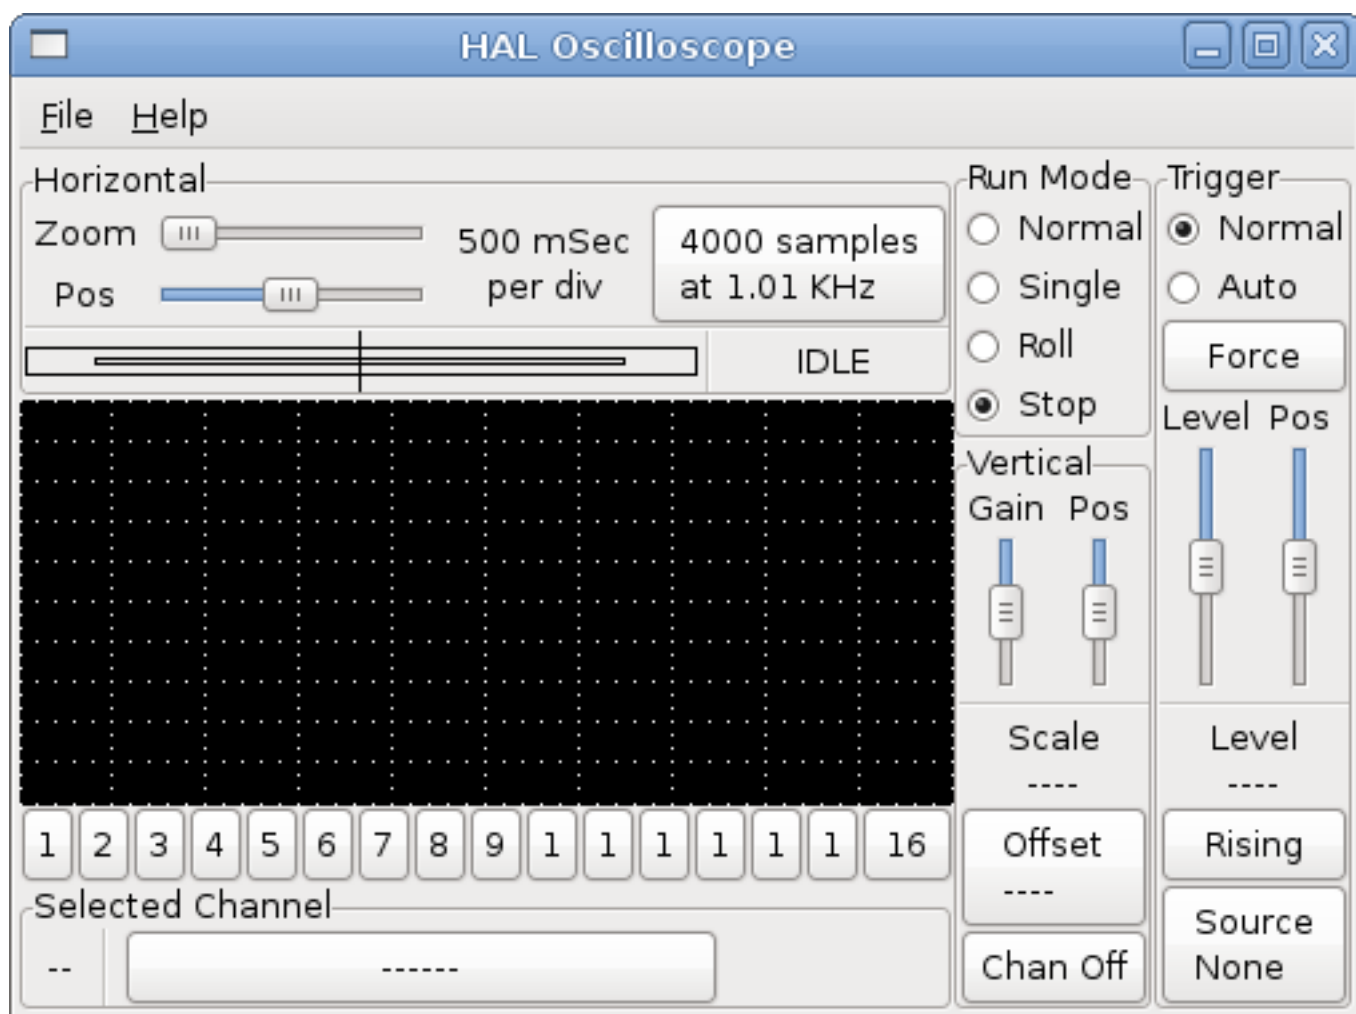 HAL Oscilloscope
File Help
Horizontal
Zoom
Pos
500 mSec
per div
4000 samples
at 1.01 KHz
IDLE
Run Mode
Normal
Single
Roll
Stop
Trigger
Normal
Auto
Force
Level Pos
Vertical
Gain Pos
Scale
----
Level
----
1 2 3 4 5 6 7 8 9 1 1 1 1 1 1 16
Offset
----
Rising
Selected Channel
--
------
Chan Off
Source
None